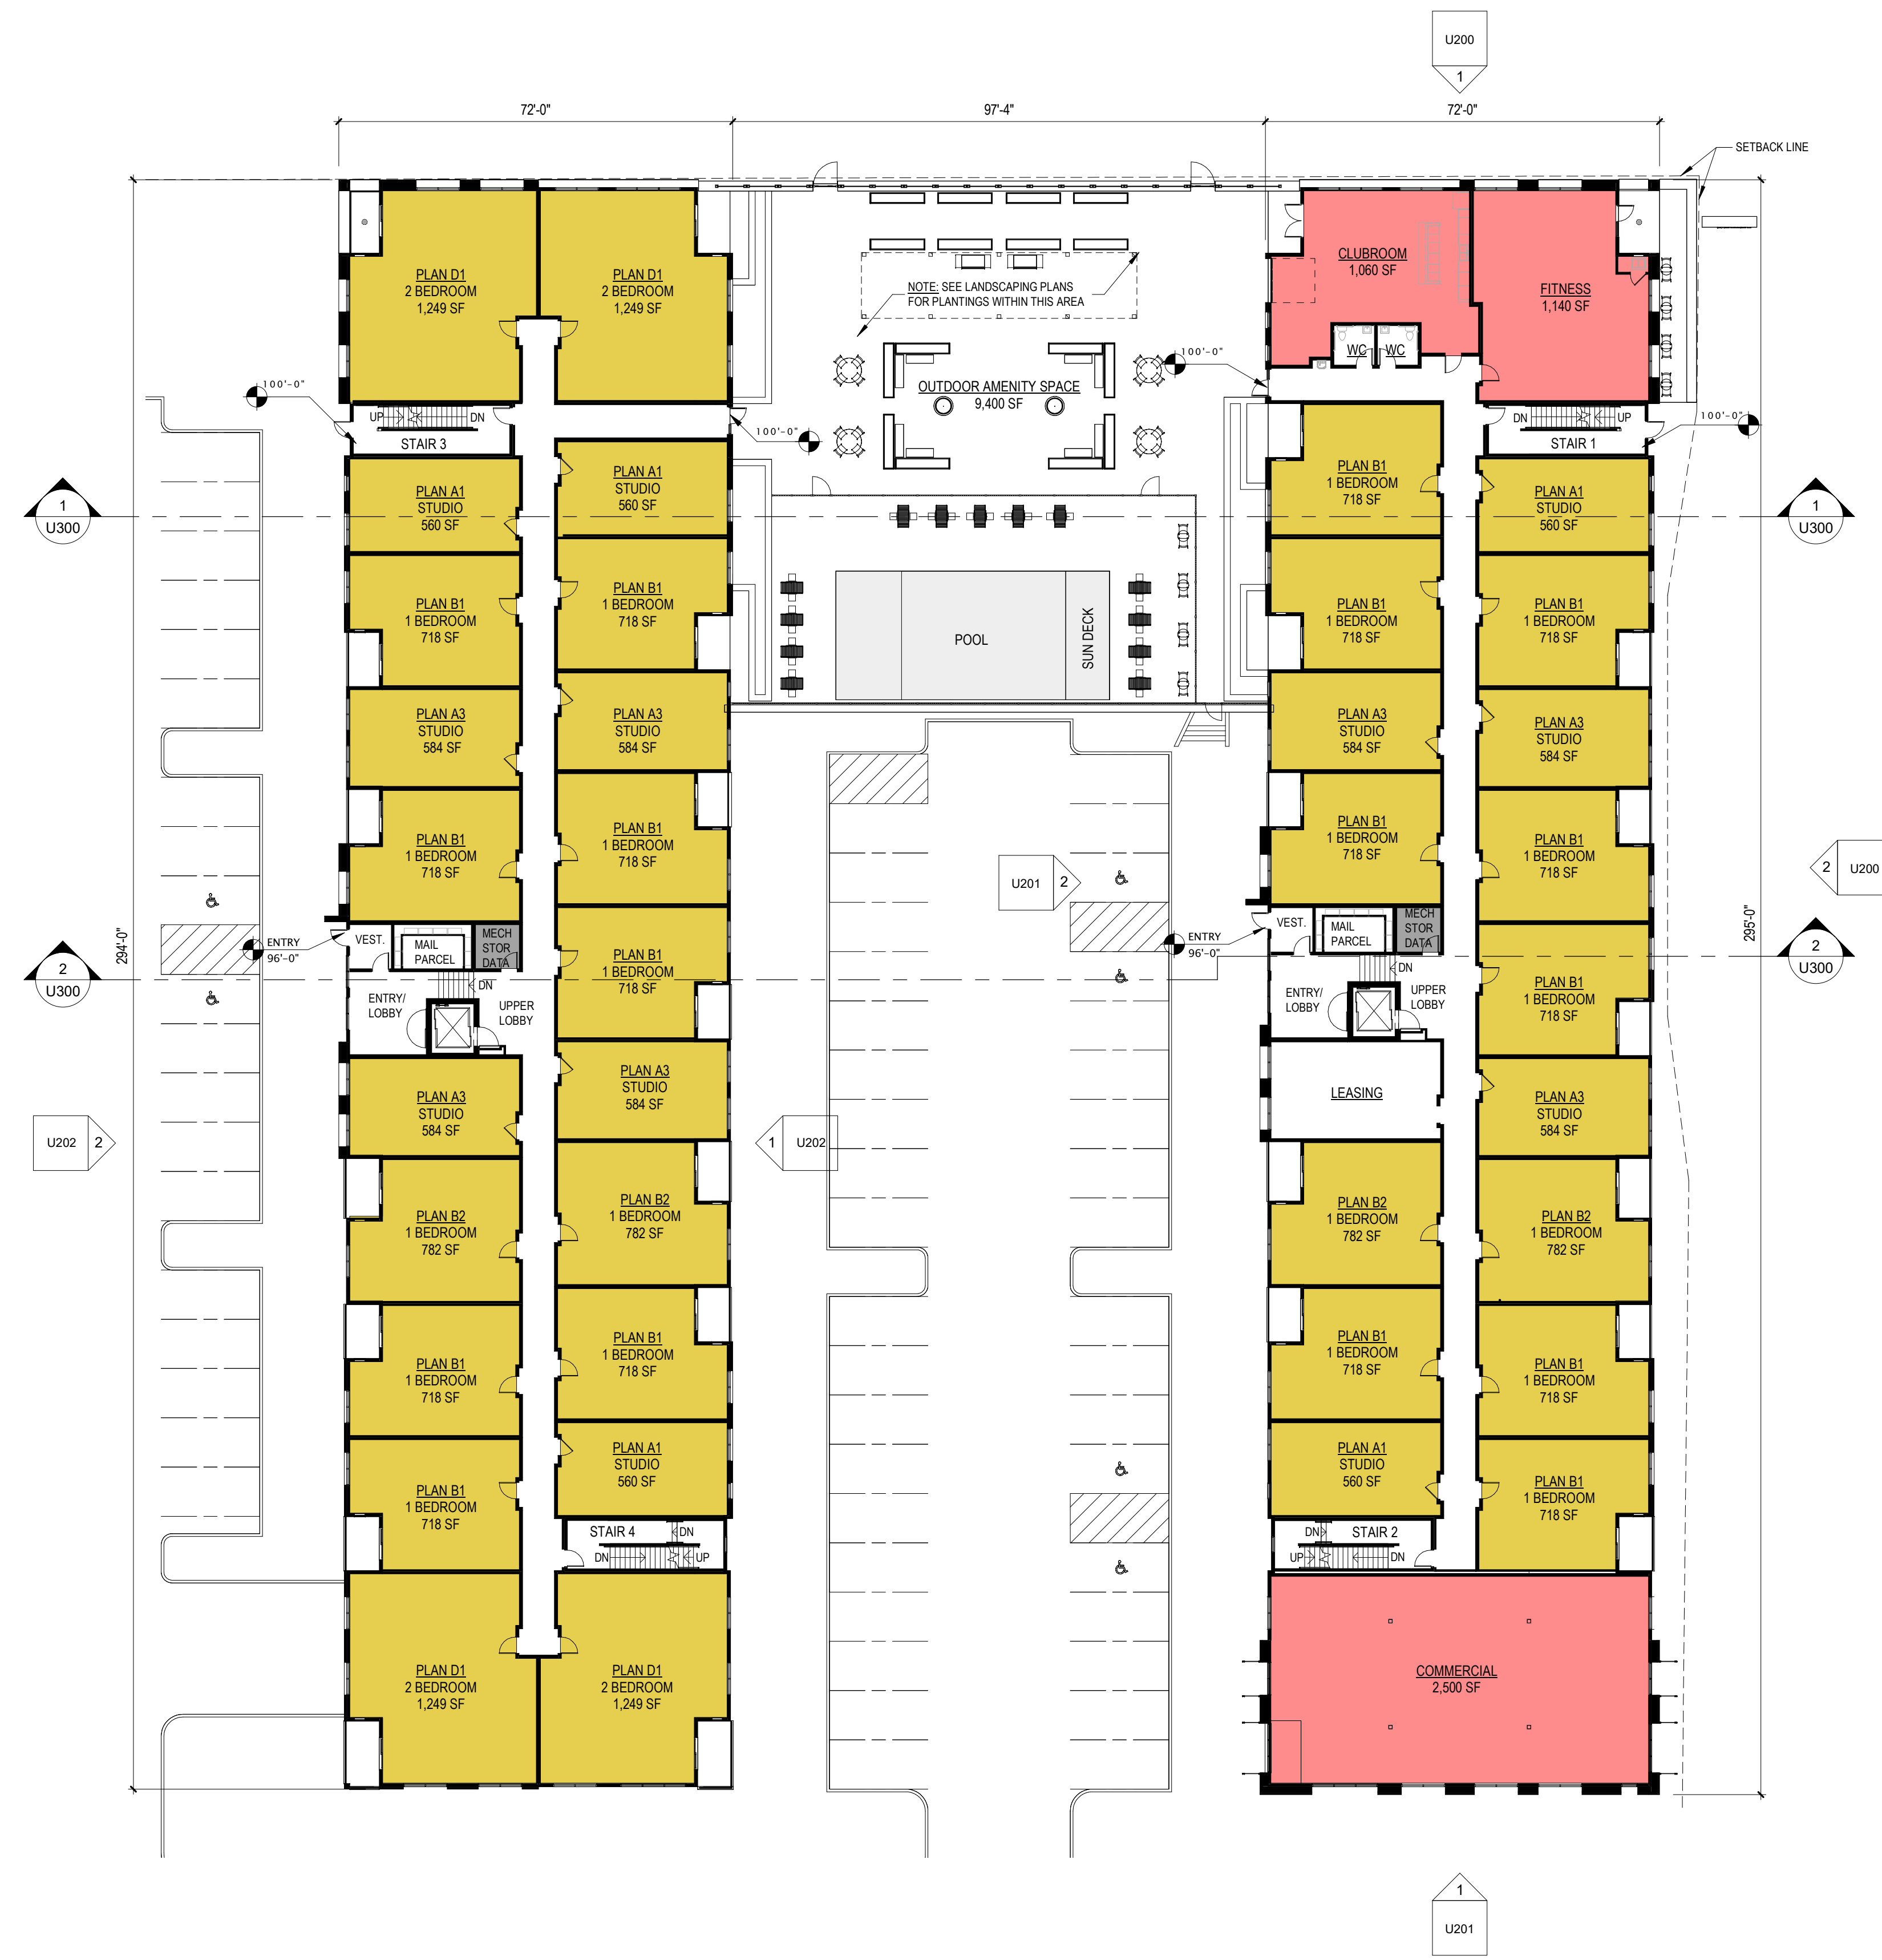 U200
1
72'-0"
97'-4"
72'-0"
SETBACK LINE
PLAN D1
2 BEDROOM
1,249 SF
PLAN D1
2 BEDROOM
1,249 SF
NOTE: SEE LANDSCAPING PLANS
FOR PLANTINGS WITHIN THIS AREA
CLUBROOM
1,060 SF
FITNESS
1,140 SF
WC
WC
100'-0"
100'-0"
100'-0"
100'-0"
OUTDOOR AMENITY SPACE
9,400 SF
UP
DN
STAIR 3
DN
UP
STAIR 1
1
U300
1
U300
PLAN A1
STUDIO
560 SF
PLAN A1
STUDIO
560 SF
PLAN B1
1 BEDROOM
718 SF
PLAN A1
STUDIO
560 SF
PLAN B1
1 BEDROOM
718 SF
PLAN B1
1 BEDROOM
718 SF
PLAN B1
1 BEDROOM
718 SF
PLAN B1
1 BEDROOM
718 SF
POOL
SUN DECK
PLAN A3
STUDIO
584 SF
PLAN A3
STUDIO
584 SF
PLAN A3
STUDIO
584 SF
PLAN A3
STUDIO
584 SF
PLAN B1
1 BEDROOM
718 SF
PLAN B1
1 BEDROOM
718 SF
PLAN B1
1 BEDROOM
718 SF
PLAN B1
1 BEDROOM
718 SF
U201
2
2
U200
294'-0"
295'-0"
ENTRY
96'-0"
VEST.
MAIL
PARCEL
MECH
STOR
DATA
DN
ENTRY/
LOBBY
UPPER
LOBBY
PLAN B1
1 BEDROOM
718 SF
ENTRY
96'-0"
VEST.
MAIL
PARCEL
MECH
STOR
DATA
DN
ENTRY/
LOBBY
UPPER
LOBBY
PLAN B1
1 BEDROOM
718 SF
2
U300
2
U300
PLAN A3
STUDIO
584 SF
PLAN A3
STUDIO
584 SF
LEASING
PLAN A3
STUDIO
584 SF
U202
2
1
U202
PLAN B2
1 BEDROOM
782 SF
PLAN B2
1 BEDROOM
782 SF
PLAN B2
1 BEDROOM
782 SF
PLAN B2
1 BEDROOM
782 SF
PLAN B1
1 BEDROOM
718 SF
PLAN B1
1 BEDROOM
718 SF
PLAN B1
1 BEDROOM
718 SF
PLAN B1
1 BEDROOM
718 SF
PLAN B1
1 BEDROOM
718 SF
PLAN A1
STUDIO
560 SF
PLAN A1
STUDIO
560 SF
PLAN B1
1 BEDROOM
718 SF
STAIR 4
DN
DN
UP
DN
STAIR 2
UP
DN
PLAN D1
2 BEDROOM
1,249 SF
PLAN D1
2 BEDROOM
1,249 SF
COMMERCIAL
2,500 SF
1
U201